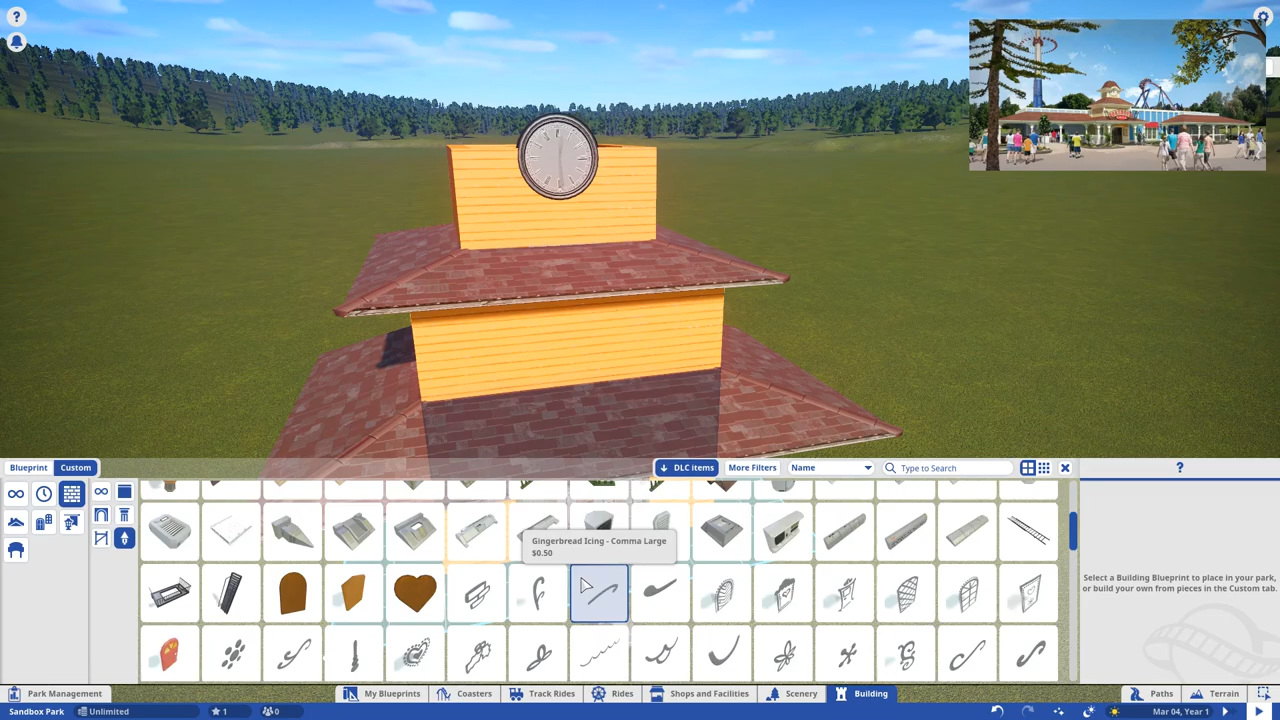 Blueprint
Custom
DLC items
More Filters
Name
Type to Search
?
Gingerbread Icing - Comma Large
$0.50
Select a Building Blueprint to place in your park,
or build your own from pieces in the Custom tab.
Park Management
My Blueprints
Coasters
Track Rides
Rides
Shops and Facilities
Scenery
Building
Paths
Terrain
Sandbox Park
Unlimited
1
0
Mar 04, Year 1